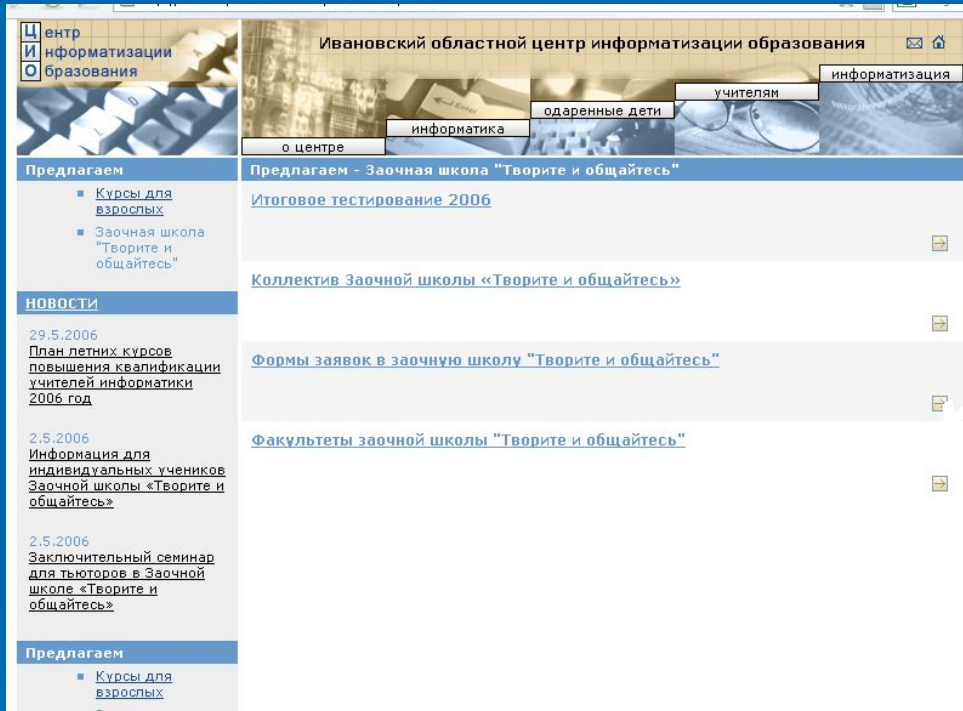 Центр
Информатизации
Образования
Ивановский областной центр информатизации образования
информатизация
учителям
одаренные дети
информатика
о центре
Предлагаем
Курсы для
взрослых
Заочная школа
"Творите и
общайтесь"
НОВОСТИ
29.5.2006
План летних курсов
повышения квалификации
учителей информатики
2006 год
2.5.2006
Информация для
индивидуальных учеников
Заочной школы «Творите и
общайтесь»
2.5.2006
Заключительный семинар
для тьюторов в Заочной
школе «Творите и
общайтесь»
Предлагаем
Курсы для
взрослых
Предлагаем - Заочная школа "Творите и общайтесь"
Итоговое тестирование 2006
Коллектив Заочной школы «Творите и общайтесь»
Формы заявок в заочную школу "Творите и общайтесь"
Факультеты заочной школы "Творите и общайтесь"